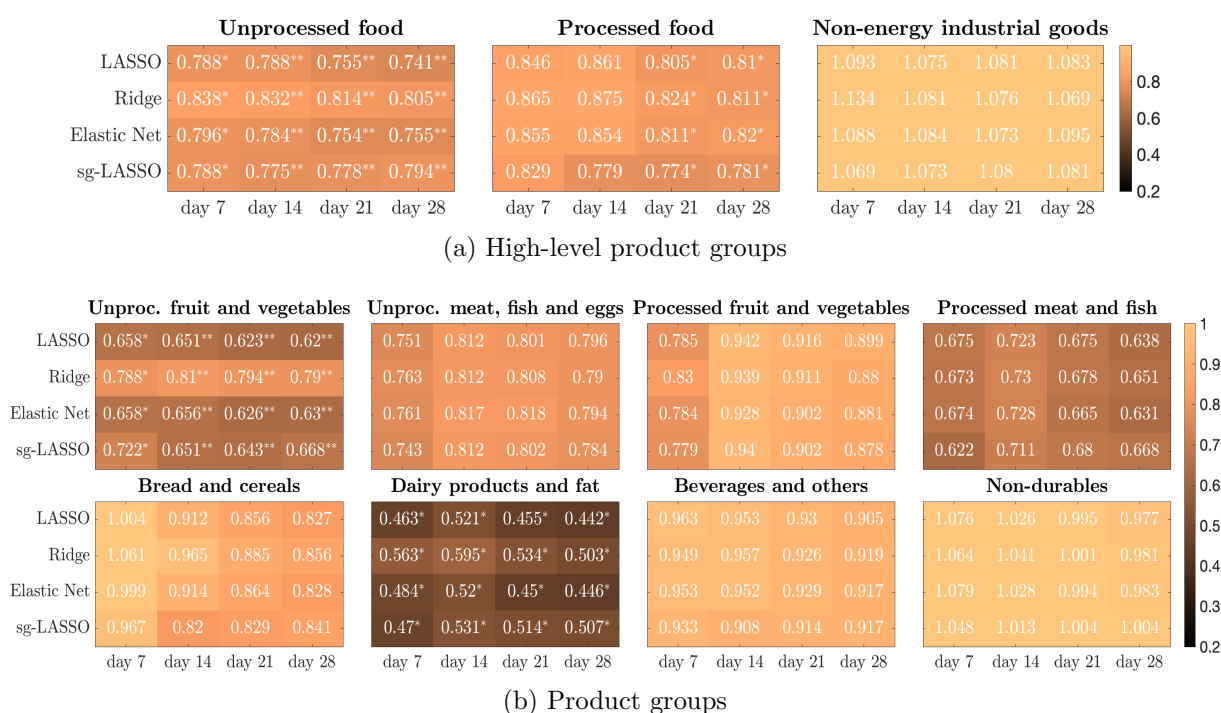 Unprocessed food Processed food Non-energy industrial goods
LASSO 0.788* 0.788** 0.755** 0.741** 0.846 0.861 0.805* 0.81* 1.093 1.075 1.081 1.083
0.8
Ridge 0.838* 0.832** 0.814** 0.805** 0.865 0.875 0.824* 0.811* 1.134 1.081 1.076 1.069
0.6
Elastic Net 0.796* 0.784** 0.754** 0.755** 0.855 0.854 0.811* 0.82* 1.088 1.084 1.073 1.095
0.4
sg-LASSO 0.788* 0.775** 0.778** 0.794** 0.829 0.779 0.774* 0.781* 1.069 1.073 1.08 1.081
0.2
day 7 day 14 day 21 day 28 day 7 day 14 day 21 day 28 day 7 day 14 day 21 day 28
(a) High-level product groups
Unproc. fruit and vegetables Unproc. meat, fish and eggs Processed fruit and vegetables Processed meat and fish
1
LASSO 0.658* 0.651** 0.623** 0.62** 0.751 0.812 0.801 0.796 0.785 0.942 0.916 0.899 0.675 0.723 0.675 0.638
0.9
Ridge 0.788* 0.81** 0.794** 0.79** 0.763 0.812 0.808 0.79 0.83 0.939 0.911 0.88 0.673 0.73 0.678 0.651
0.8
Elastic Net 0.658* 0.656** 0.626** 0.63** 0.761 0.817 0.818 0.794 0.784 0.928 0.902 0.881 0.674 0.728 0.665 0.631
sg-LASSO 0.722* 0.651** 0.643** 0.668** 0.743 0.812 0.802 0.784 0.779 0.94 0.902 0.878 0.622 0.711 0.68 0.668
0.7
Bread and cereals Dairy products and fat Beverages and others Non-durables
0.6
LASSO 1.004 0.912 0.856 0.827 0.463* 0.521* 0.455* 0.442* 0.963 0.953 0.93 0.905 1.076 1.026 0.995 0.977
0.5
Ridge 1.061 0.965 0.885 0.856 0.563* 0.595* 0.534* 0.503* 0.949 0.957 0.926 0.919 1.064 1.041 1.001 0.981
0.4
Elastic Net 0.999 0.914 0.864 0.828 0.484* 0.52* 0.45* 0.446* 0.953 0.952 0.929 0.917 1.079 1.028 0.994 0.983
0.3
sg-LASSO 0.967 0.82 0.829 0.841 0.47* 0.531* 0.514* 0.507* 0.933 0.908 0.914 0.917 1.048 1.013 1.004 1.004
0.2
day 7 day 14 day 21 day 28 day 7 day 14 day 21 day 28 day 7 day 14 day 21 day 28 day 7 day 14 day 21 day 28
(b) Product groups